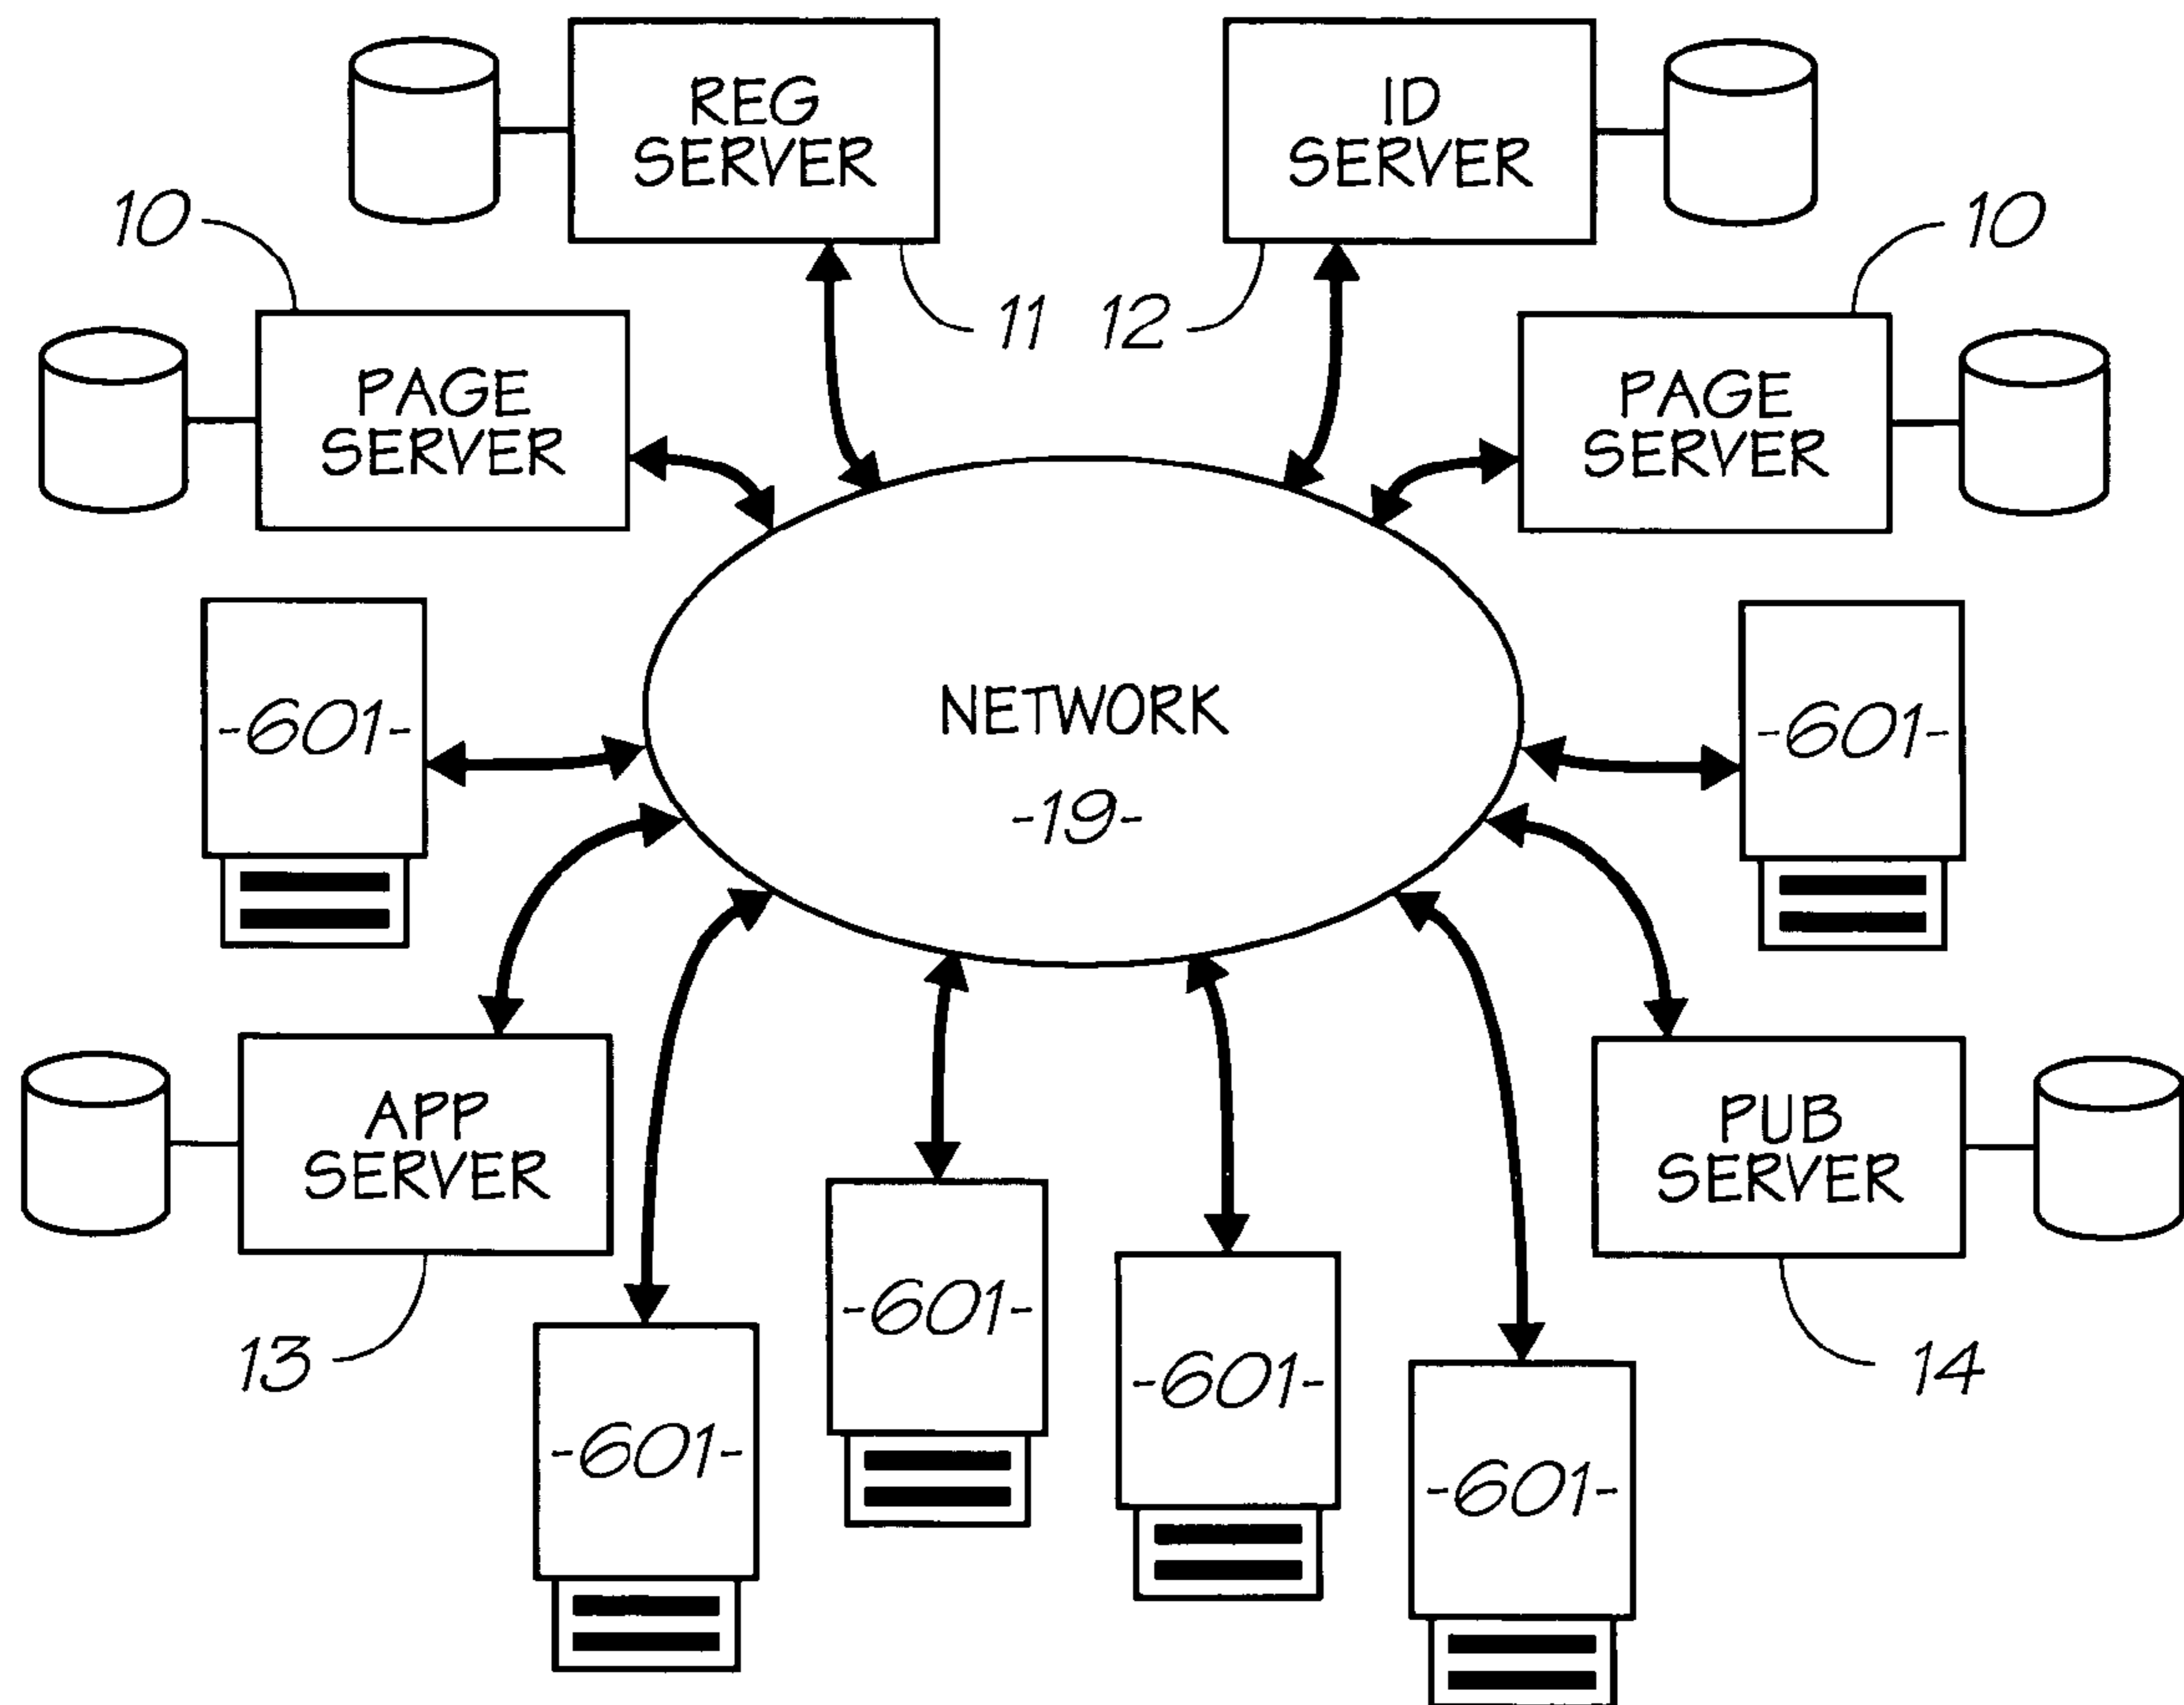 REG
SERVER
ID
SERVER
10
10
11
12
PAGE
SERVER
PAGE
SERVER
-601-
NETWORK
-19-
-601-
APP
SERVER
PUB
SERVER
13
-601-
-601-
-601-
-601-
14